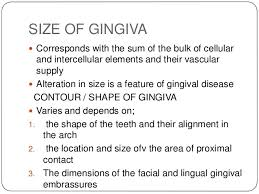 SIZE OF GINGIVA
• Corresponds with the sum of the bulk of cellular
and intercellular elements and their vascular
supply
• Alteration in size is a feature of gingival disease
CONTOUR / SHAPE OF GINGIVA
• Varies and depends on;
1. the shape of the teeth and their alignment in
the arch
2. the location and size ofv the area of proximal
contact
3. The dimensions of the facial and lingual gingival
embrassures